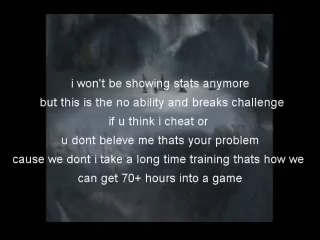 i won't be showing stats anymore
but this is the no ability and breaks challenge
if u think i cheat or
u dont beleve me thats your problem
cause we dont i take a long time training thats how we
can get 70+ hours into a game